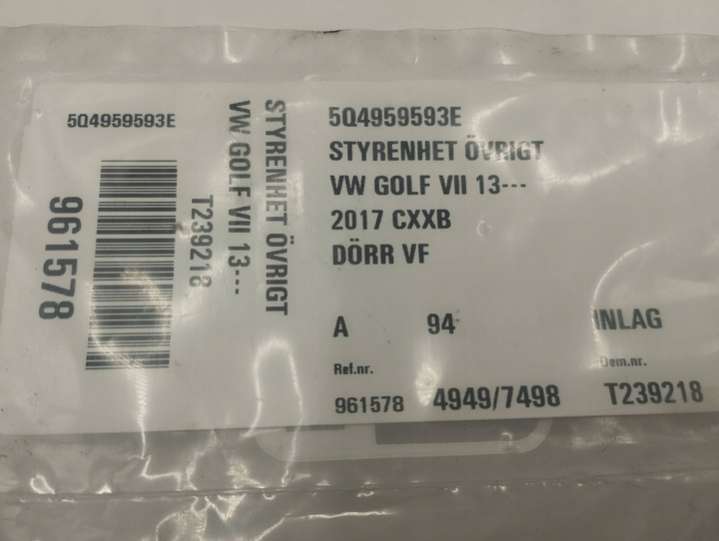 5Q4959593E
961578
T239218
VW GOLF VII 13---
STYRENHET ÖVRIGT
5Q4959593E
STYRENHET ÖVRIGT
VW GOLF VII 13---
2017 CXXB
DÖRR VF
A 94 INLAG
Ref.nr. Dem.nr.
961578 4949/7498 T239218